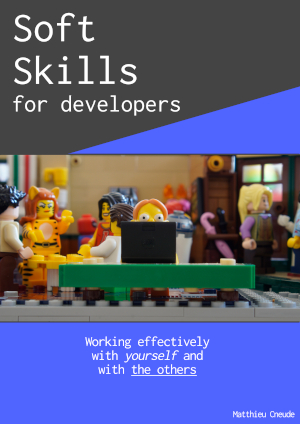 Soft
Skills
for developers
Working effectively
with yourself and
with the others
Matthieu Cneude